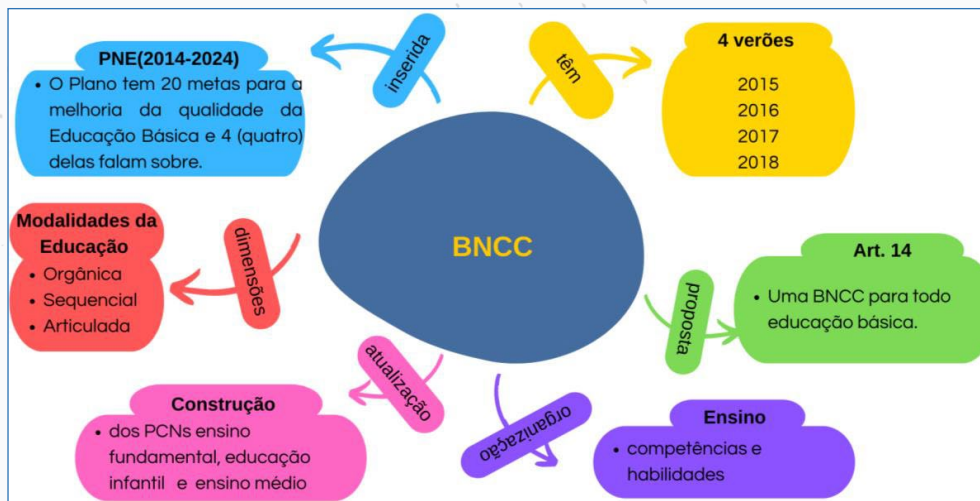 PNE(2014-2024)
• O Plano tem 20 metas para a
melhoria da qualidade da
Educação Básica e 4 (quatro)
delas falam sobre.
inserida
têm
4 verões
2015
2016
2017
2018
Modalidades da
Educação
• Orgânica
• Sequencial
• Articulada
dimensões
BNCC
proposta
Art. 14
• Uma BNCC para todo
educação básica.
atualização
Construção
• dos PCNs ensino
fundamental, educação
infantil e ensino médio
organização
Ensino
• competências e
habilidades